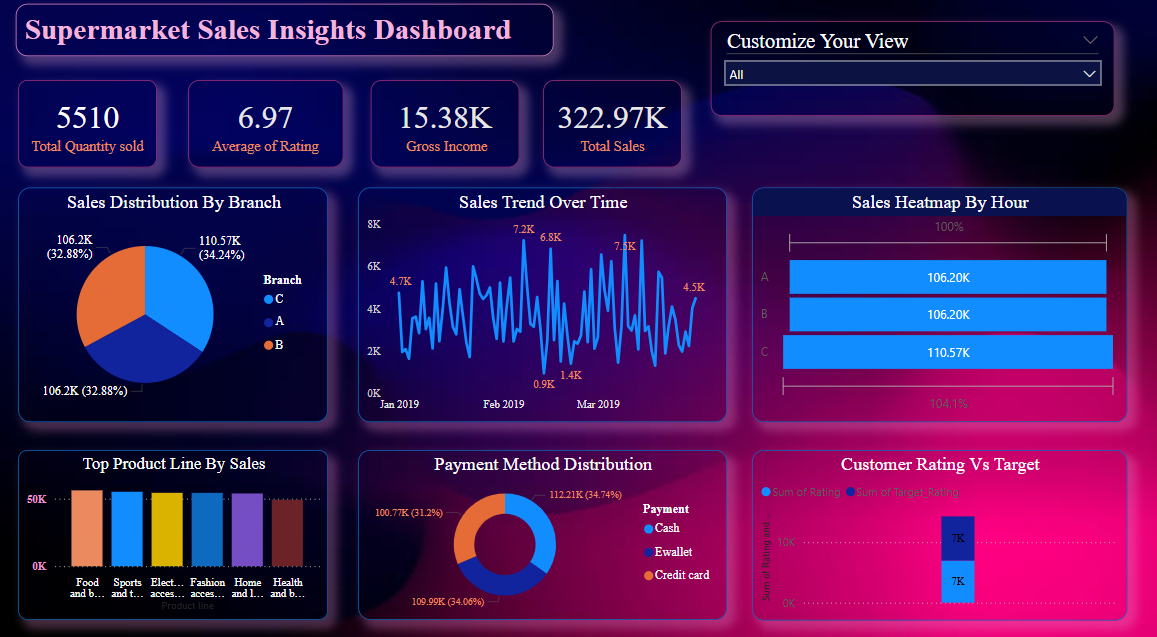 Supermarket Sales Insights Dashboard
Customize Your View
All
5510
Total Quantity sold
6.97
Average of Rating
15.38K
Gross Income
322.97K
Total Sales
Sales Distribution By Branch
106.2K
(32.88%)
110.57K
(34.24%)
106.2K (32.88%)
Branch
C
A
B
Sales Trend Over Time
8K
6K
4K
2K
0K
4.7K
7.2K
6.8K
7.5K
4.5K
0.9K
1.4K
Jan 2019
Feb 2019
Mar 2019
Sales Heatmap By Hour
100%
A
106.20K
B
106.20K
C
110.57K
104.1%
Top Product Line By Sales
50K
0K
Food
and b...
Sports
and t...
Elect...
acces...
Fashion
acces...
Home
and l...
Health
and b...
Product line
Payment Method Distribution
112.21K (34.74%)
100.77K (31.2%)
109.99K (34.06%)
Payment
Cash
Ewallet
Credit card
Customer Rating Vs Target
Sum of Rating
Sum of Target_Rating
Sum of Rating and ...
10K
0K
7K
7K